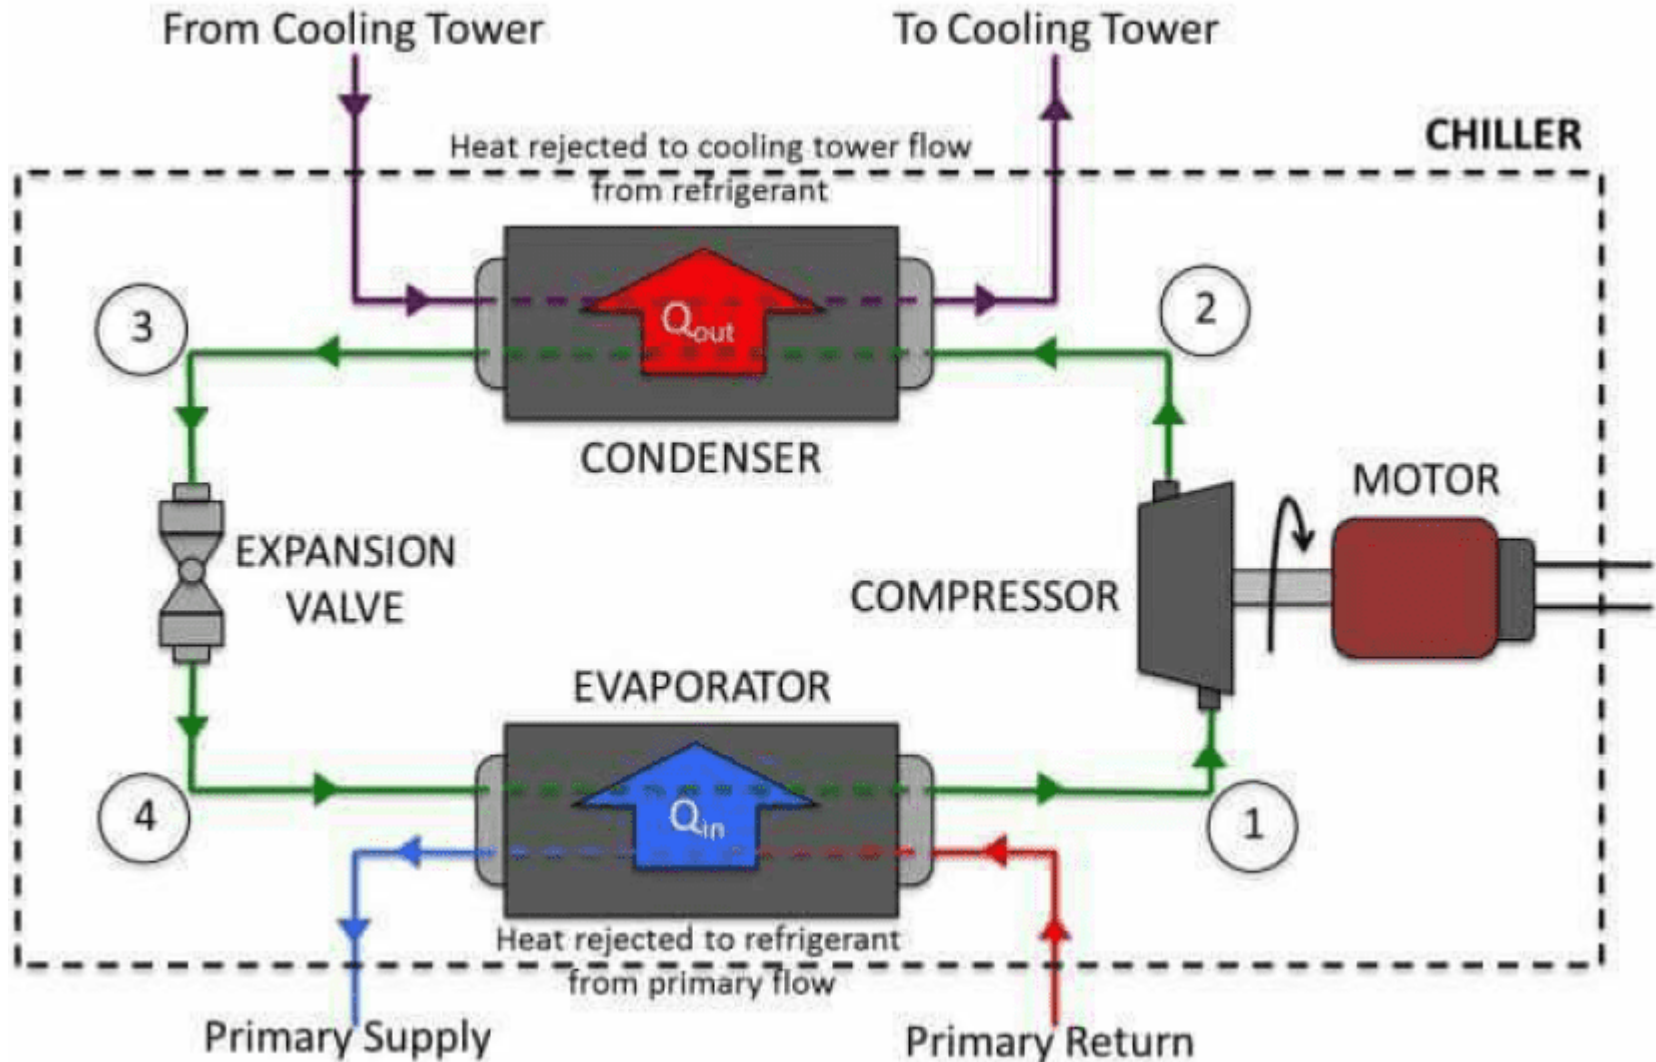 From Cooling Tower
To Cooling Tower
Heat rejected to cooling tower flow
from refrigerant
CHILLER
Qout
3
2
CONDENSER
MOTOR
EXPANSION
VALVE
COMPRESSOR
EVAPORATOR
Qin
4
1
Heat rejected to refrigerant
from primary flow
Primary Supply
Primary Return